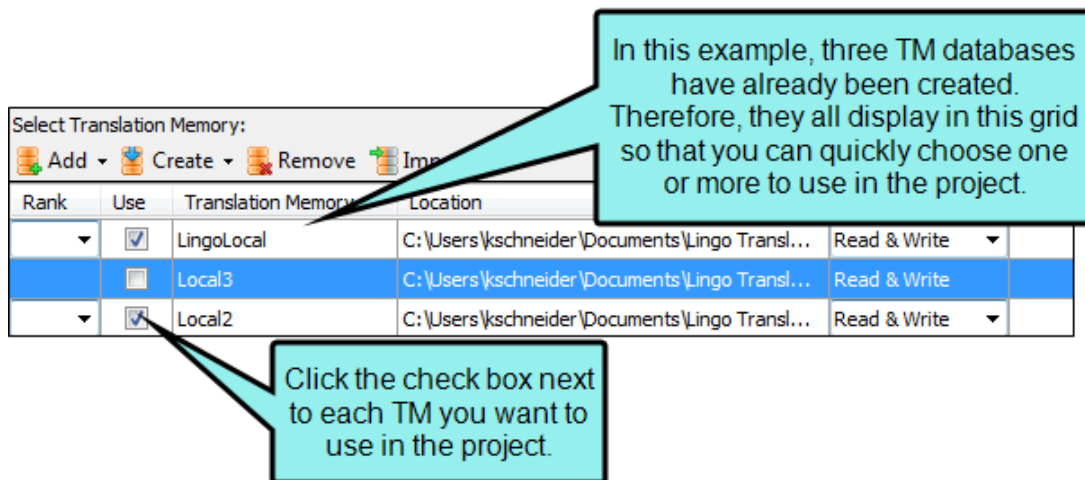 In this example, three TM databases
have already been created.
Therefore, they all display in this grid
so that you can quickly choose one
or more to use in the project.
Select Translation Memory:
Add Create Remove
Rank Use Translation Memory Location
LingoLocal C:\Users\kschneider\Documents\Lingo Transl... Read & Write
Local3 C:\Users\kschneider\Documents\Lingo Transl... Read & Write
Local2 C:\Users\kschneider\Documents\Lingo Transl... Read & Write
Click the check box next
to each TM you want to
use in the project.